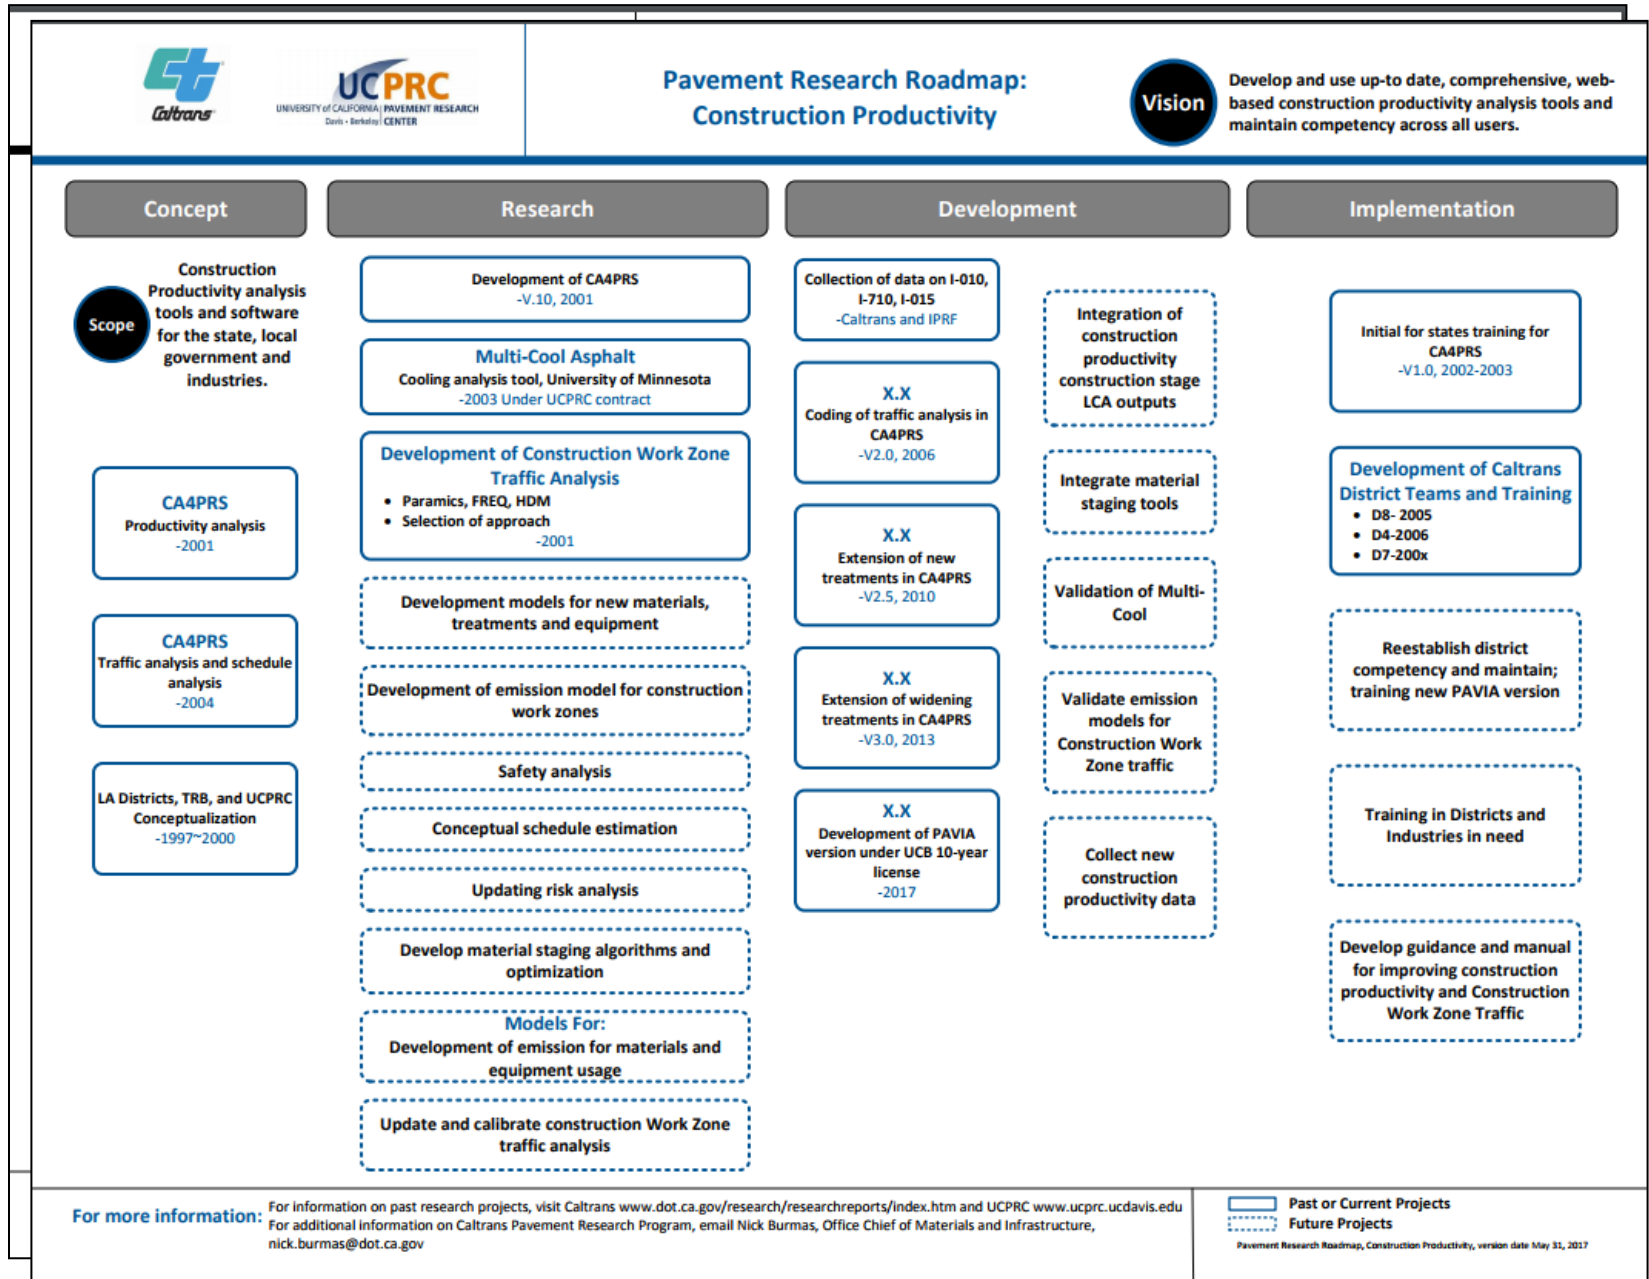 Caltrans
UCPRC
UNIVERSITY of CALIFORNIA | PAVEMENT RESEARCH
Davis • Berkeley | CENTER
Pavement Research Roadmap:
Construction Productivity
Vision
Develop and use up-to date, comprehensive, web-
based construction productivity analysis tools and
maintain competency across all users.
Concept
Research
Development
Implementation
Scope
Construction
Productivity analysis
tools and software
for the state, local
government and
industries.
CA4PRS
Productivity analysis
-2001
CA4PRS
Traffic analysis and schedule
analysis
-2004
LA Districts, TRB, and UCPRC
Conceptualization
-1997~2000
Development of CA4PRS
-V.10, 2001
Multi-Cool Asphalt
Cooling analysis tool, University of Minnesota
-2003 Under UCPRC contract
Development of Construction Work Zone
Traffic Analysis
• Paramics, FREQ, HDM
• Selection of approach
-2001
Development models for new materials,
treatments and equipment
Development of emission model for construction
work zones
Safety analysis
Conceptual schedule estimation
Updating risk analysis
Develop material staging algorithms and
optimization
Models For:
Development of emission for materials and
equipment usage
Update and calibrate construction Work Zone
traffic analysis
Collection of data on I-010,
I-710, I-015
-Caltrans and IPRF
X.X
Coding of traffic analysis in
CA4PRS
-V2.0, 2006
X.X
Extension of new
treatments in CA4PRS
-V2.5, 2010
X.X
Extension of widening
treatments in CA4PRS
-V3.0, 2013
X.X
Development of PAVIA
version under UCB 10-year
license
-2017
Integration of
construction
productivity
construction stage
LCA outputs
Integrate material
staging tools
Validation of Multi-
Cool
Validate emission
models for
Construction Work
Zone traffic
Collect new
construction
productivity data
Initial for states training for
CA4PRS
-V1.0, 2002-2003
Development of Caltrans
District Teams and Training
• D8- 2005
• D4-2006
• D7-200x
Reestablish district
competency and maintain;
training new PAVIA version
Training in Districts and
Industries in need
Develop guidance and manual
for improving construction
productivity and Construction
Work Zone Traffic
For more information:
For information on past research projects, visit Caltrans www.dot.ca.gov/research/researchreports/index.htm and UCPRC www.ucprc.ucdavis.edu
For additional information on Caltrans Pavement Research Program, email Nick Burmas, Office Chief of Materials and Infrastructure,
nick.burmas@dot.ca.gov
Past or Current Projects
Future Projects
Pavement Research Roadmap, Construction Productivity, version date May 31, 2017